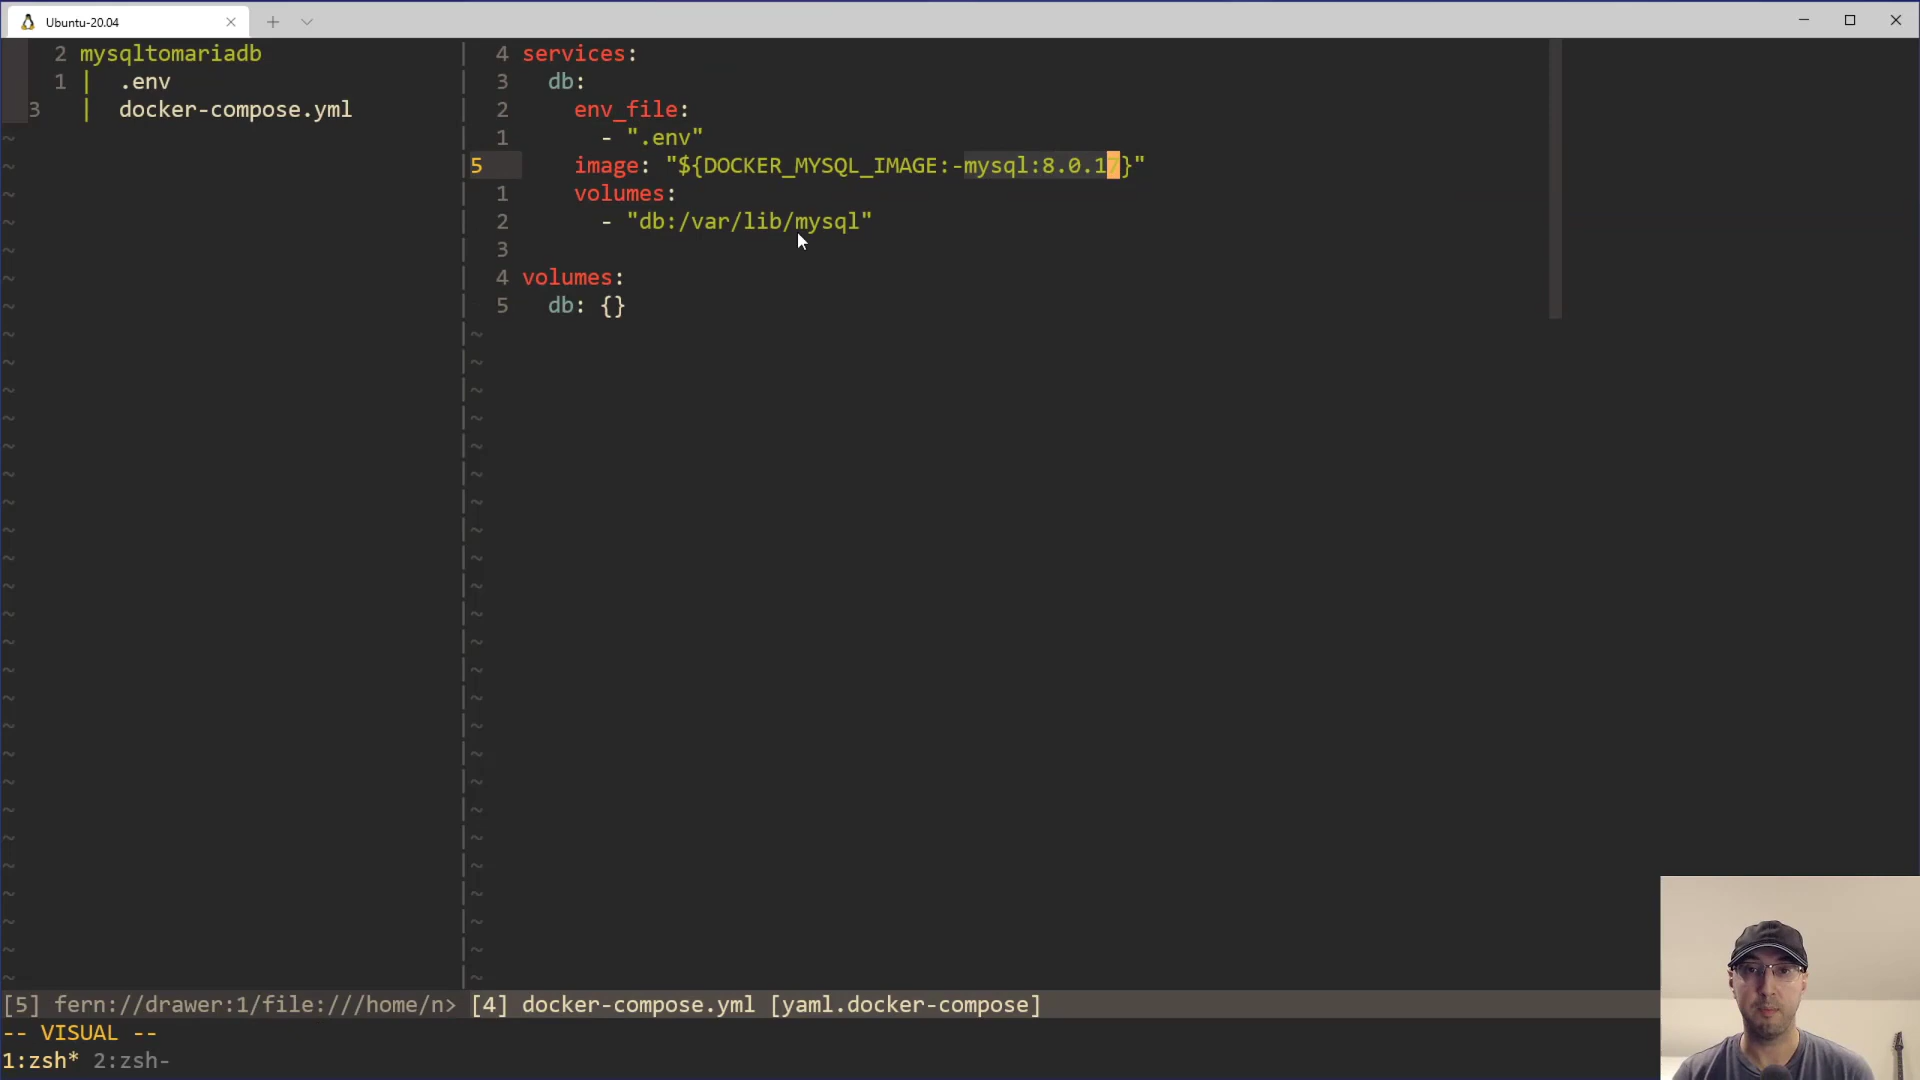 Ubuntu-20.04
2 mysqltomariadb
1 | .env
3 | docker-compose.yml
4 services:
3 db:
2 env_file:
1 - ".env"
5 image: "${DOCKER_MYSQL_IMAGE:-mysql:8.0.17}"
1 volumes:
2 - "db:/var/lib/mysql"
3
4 volumes:
5 db: {}
[5] fern://drawer:1/file:///home/n> [4] docker-compose.yml [yaml.docker-compose]
-- VISUAL --
1:zsh* 2:zsh-